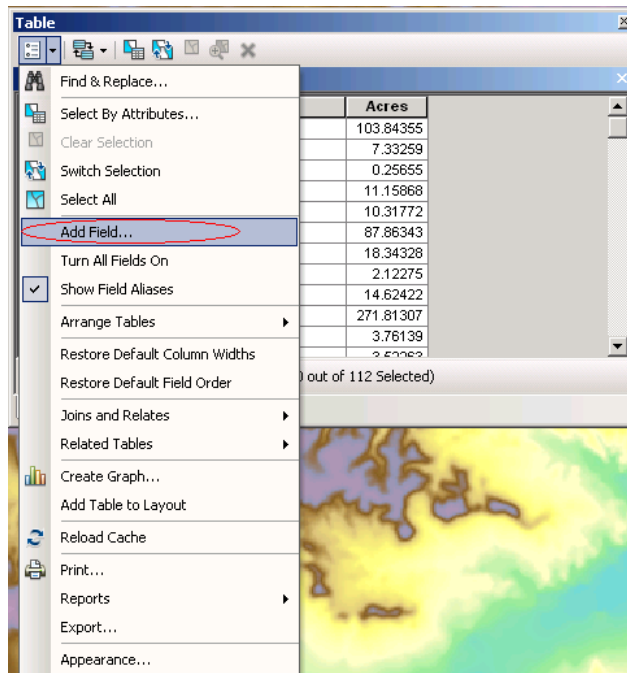 Table
Find & Replace...
Select By Attributes...
Clear Selection
Switch Selection
Select All
Add Field...
Turn All Fields On
Show Field Aliases
Arrange Tables
Restore Default Column Widths
Restore Default Field Order
Joins and Relates
Related Tables
Create Graph...
Add Table to Layout
Reload Cache
Print...
Reports
Export...
Appearance...
Acres
103.84355
7.33259
0.25655
11.15868
10.31772
87.86343
18.34328
2.12275
14.62422
271.81307
3.76139
out of 112 Selected)